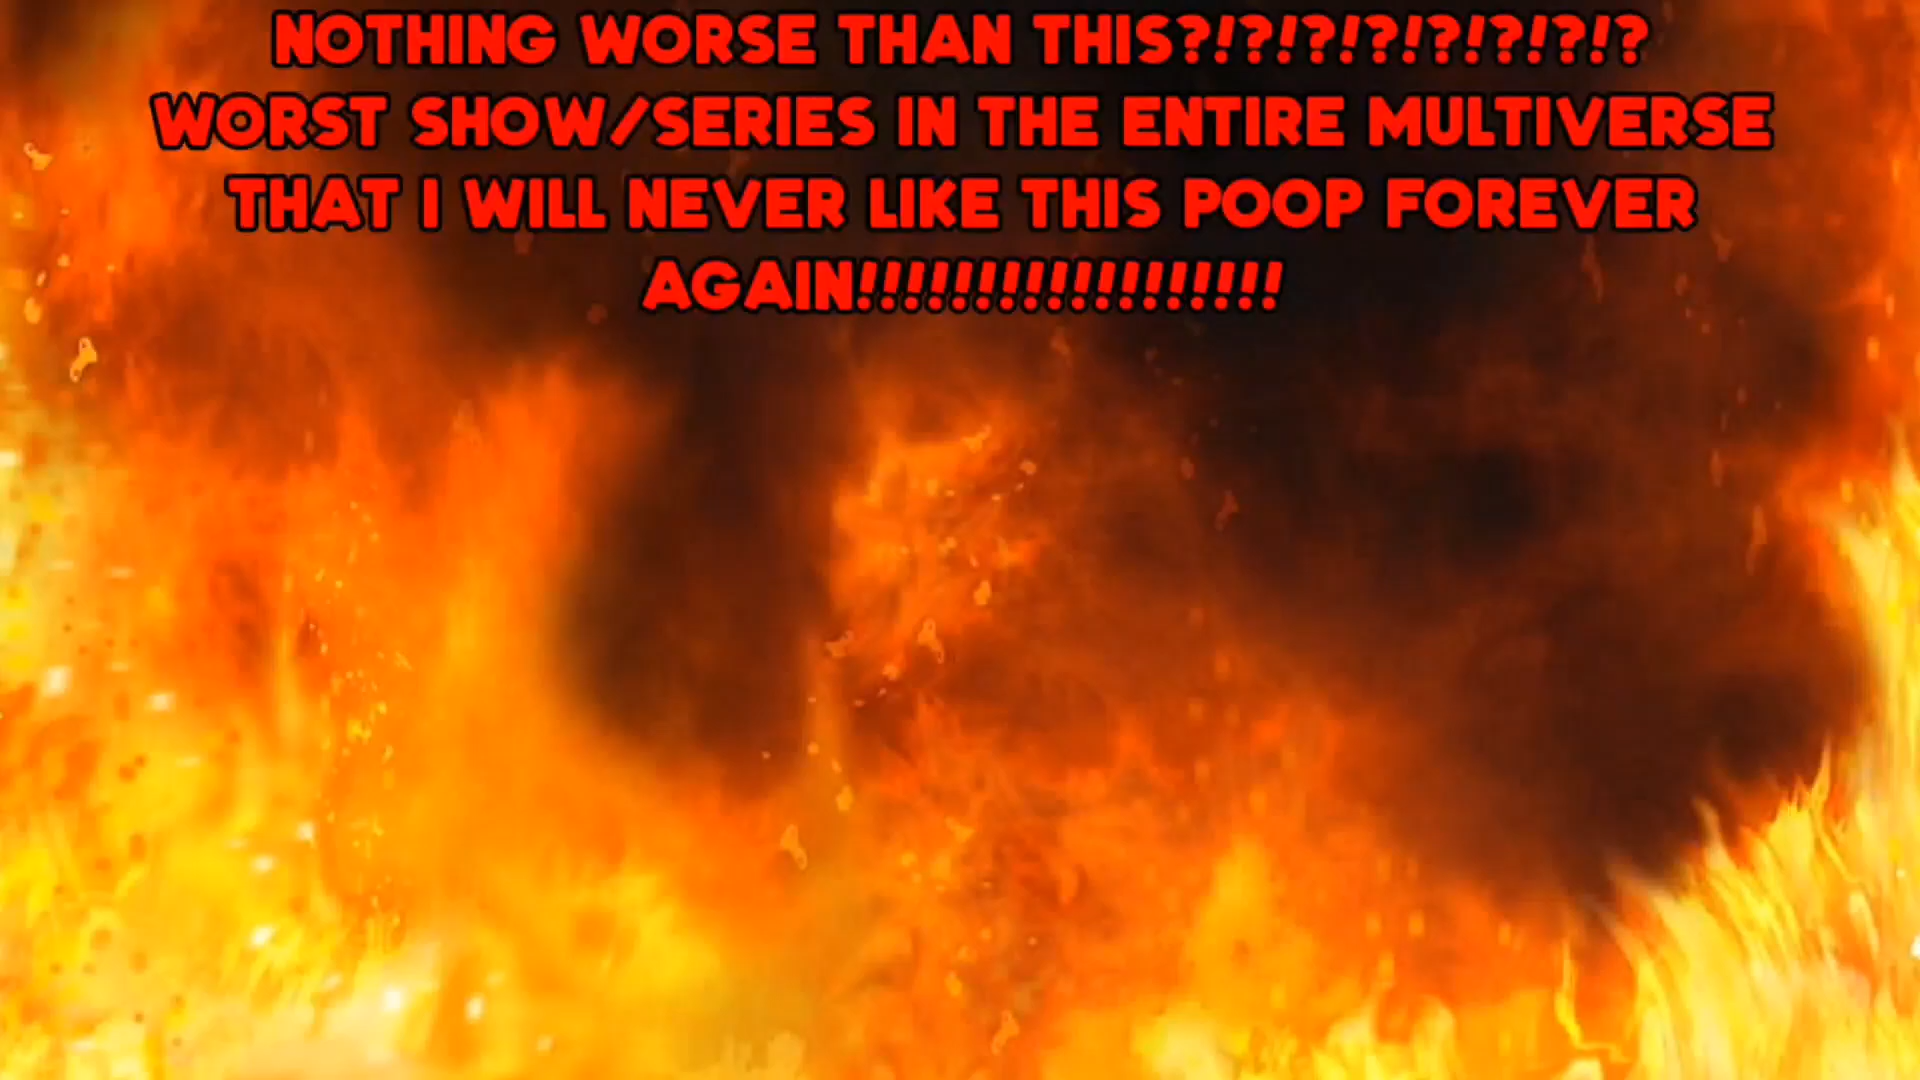 NOTHING WORSE THAN THIS?!?!?!?!?!?!?!?
WORST SHOW/SERIES IN THE ENTIRE MULTIVERSE
THAT I WILL NEVER LIKE THIS POOP FOREVER
AGAIN!!!!!!!!!!!!!!!!!!